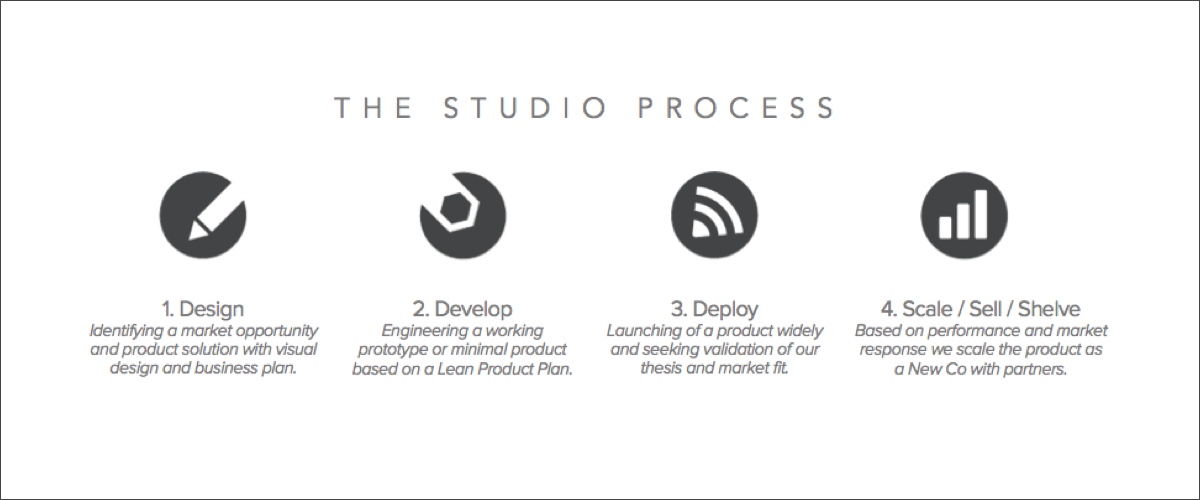 THE STUDIO PROCESS
1. Design
Identifying a market opportunity
and product solution with visual
design and business plan.
2. Develop
Engineering a working
prototype or minimal product
based on a Lean Product Plan.
3. Deploy
Launching of a product widely
and seeking validation of our
thesis and market fit.
4. Scale / Sell / Shelve
Based on performance and market
response we scale the product as
a New Co with partners.